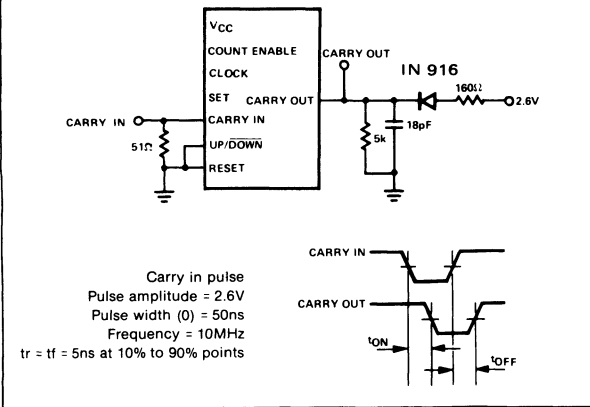 VCC
COUNT ENABLE
CARRY OUT
CLOCK
IN 916
SET
CARRY OUT
160Ω
2.6V
CARRY IN
CARRY IN
51Ω
5k
18pF
UP/DOWN
RESET
CARRY IN
Carry in pulse
Pulse amplitude = 2.6V
Pulse width (0) = 50ns
Frequency = 10MHz
tr = tf = 5ns at 10% to 90% points
CARRY OUT
tON
tOFF